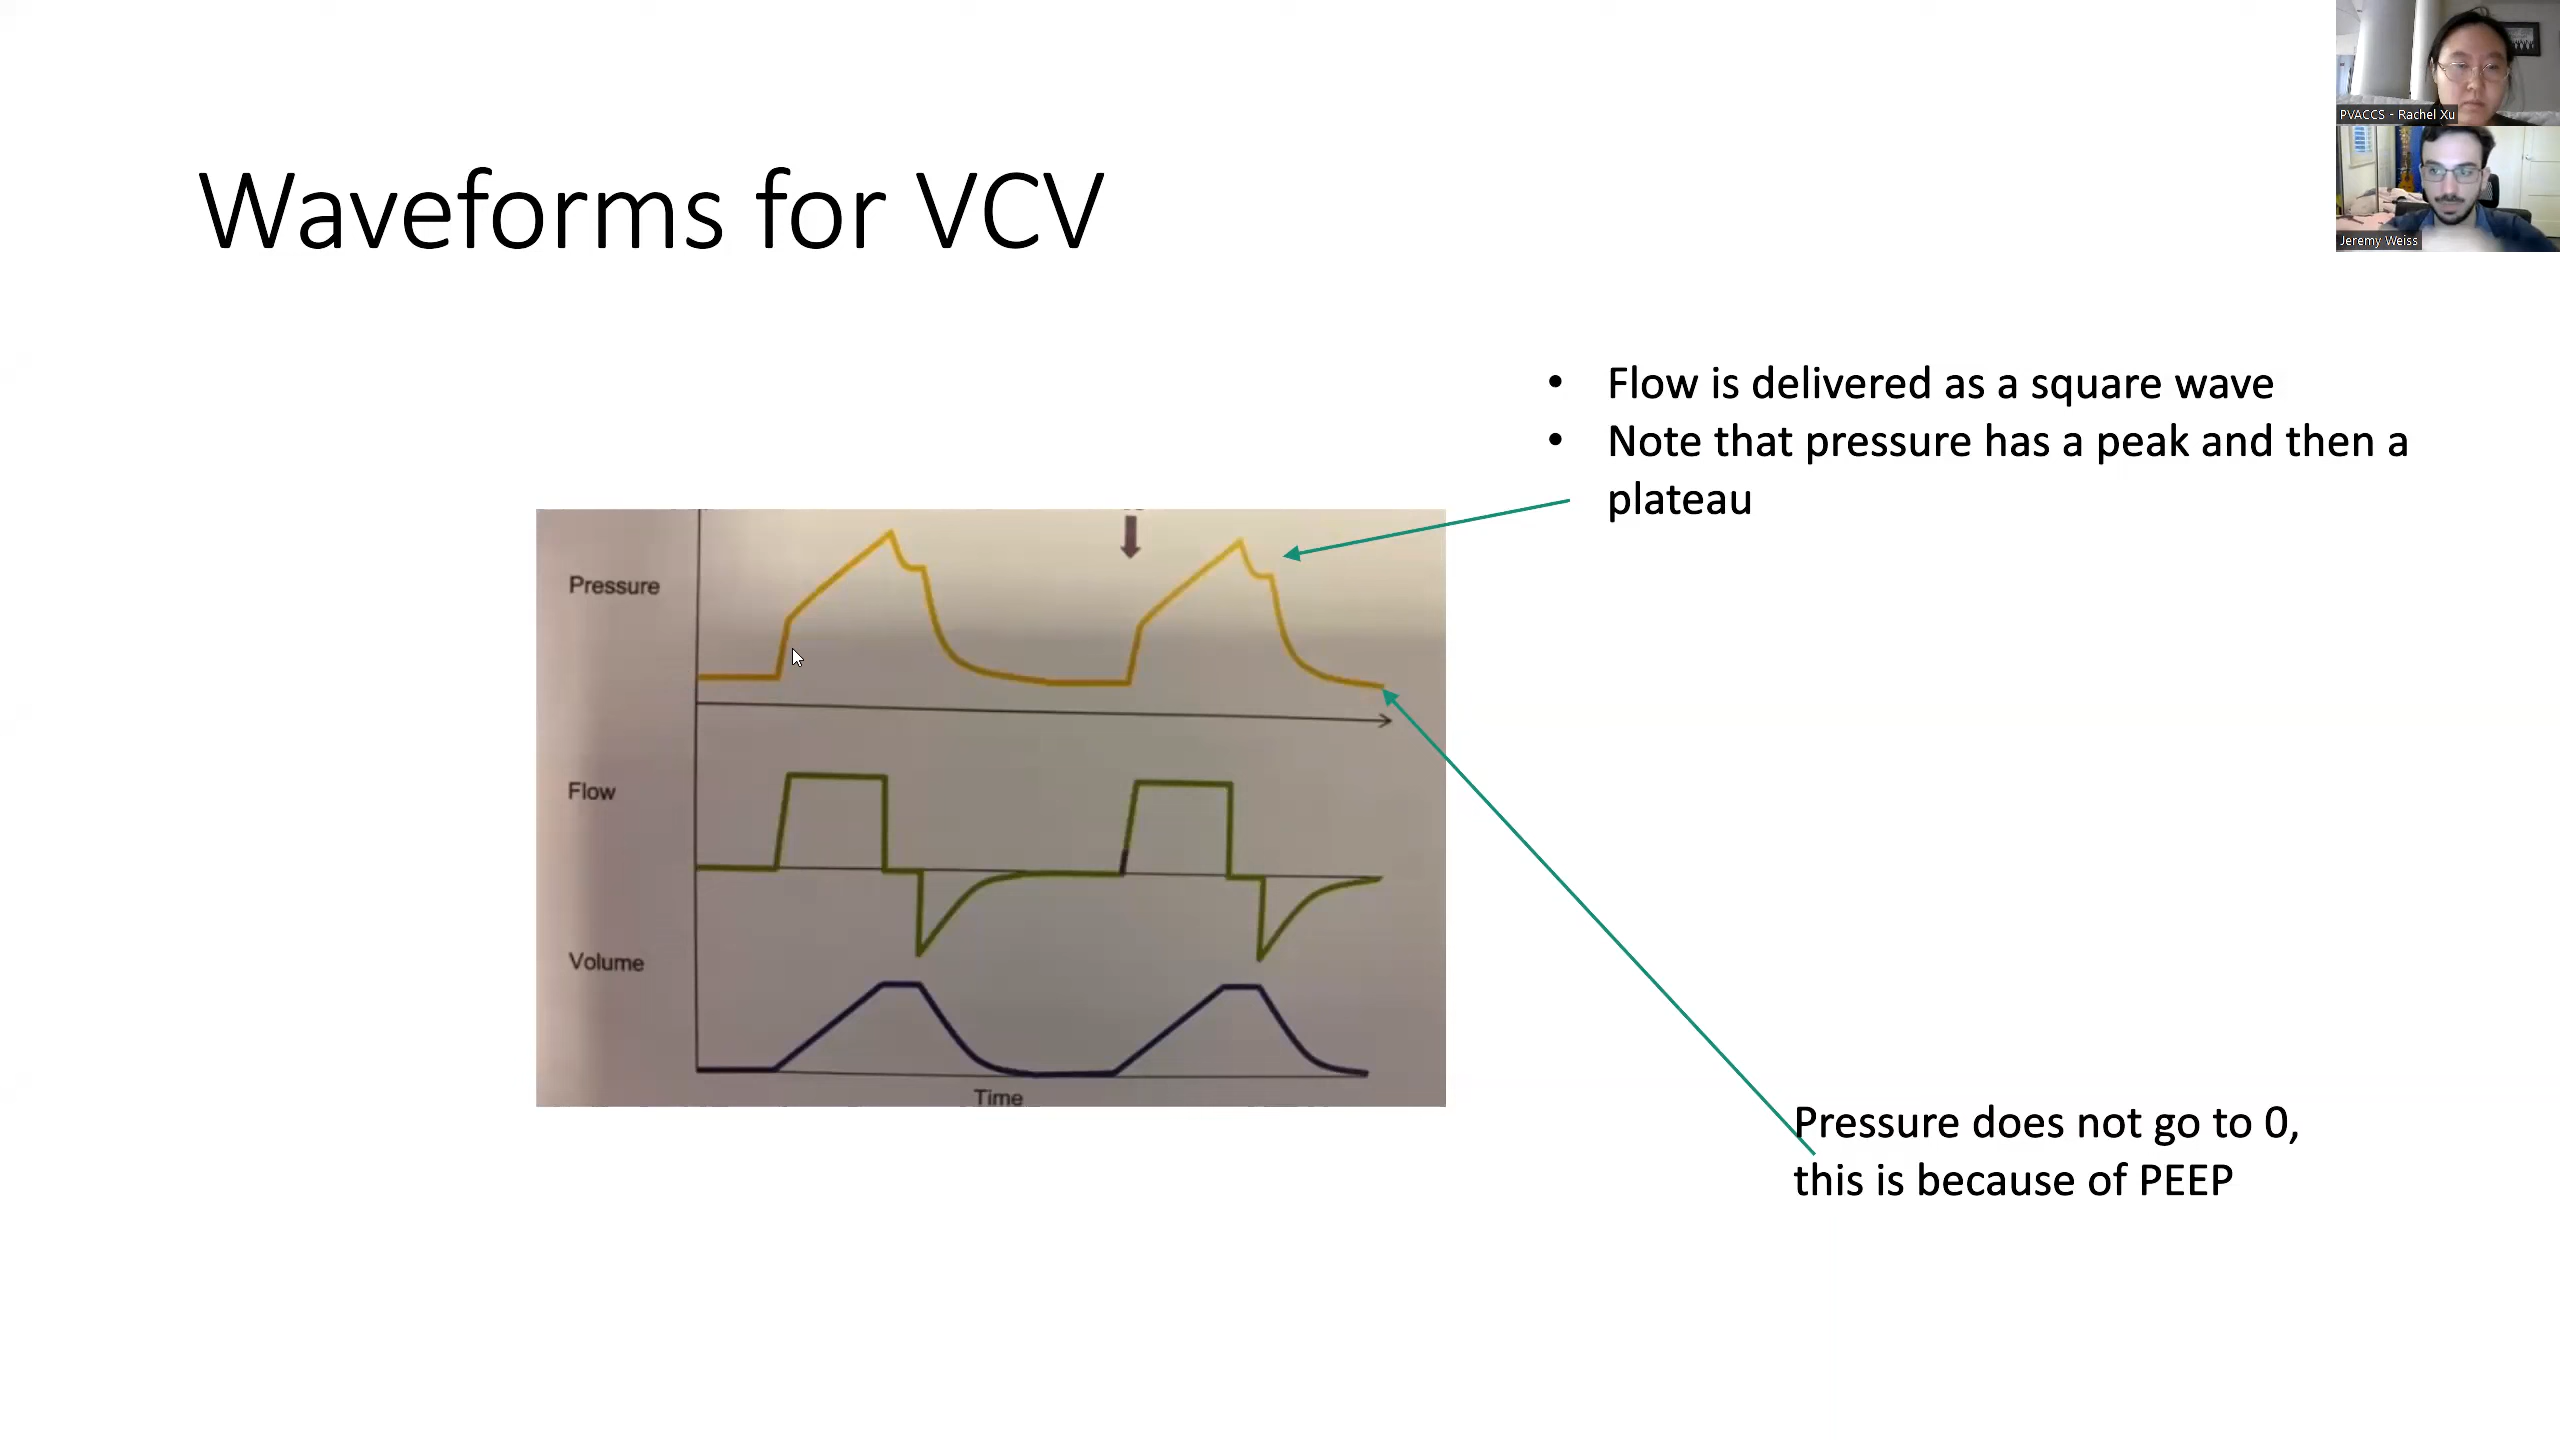 PVACCS - Rachel Xu
Jeremy Weiss
Waveforms for VCV
• Flow is delivered as a square wave
• Note that pressure has a peak and then a
plateau
Pressure
Flow
Volume
Time
Pressure does not go to 0,
this is because of PEEP